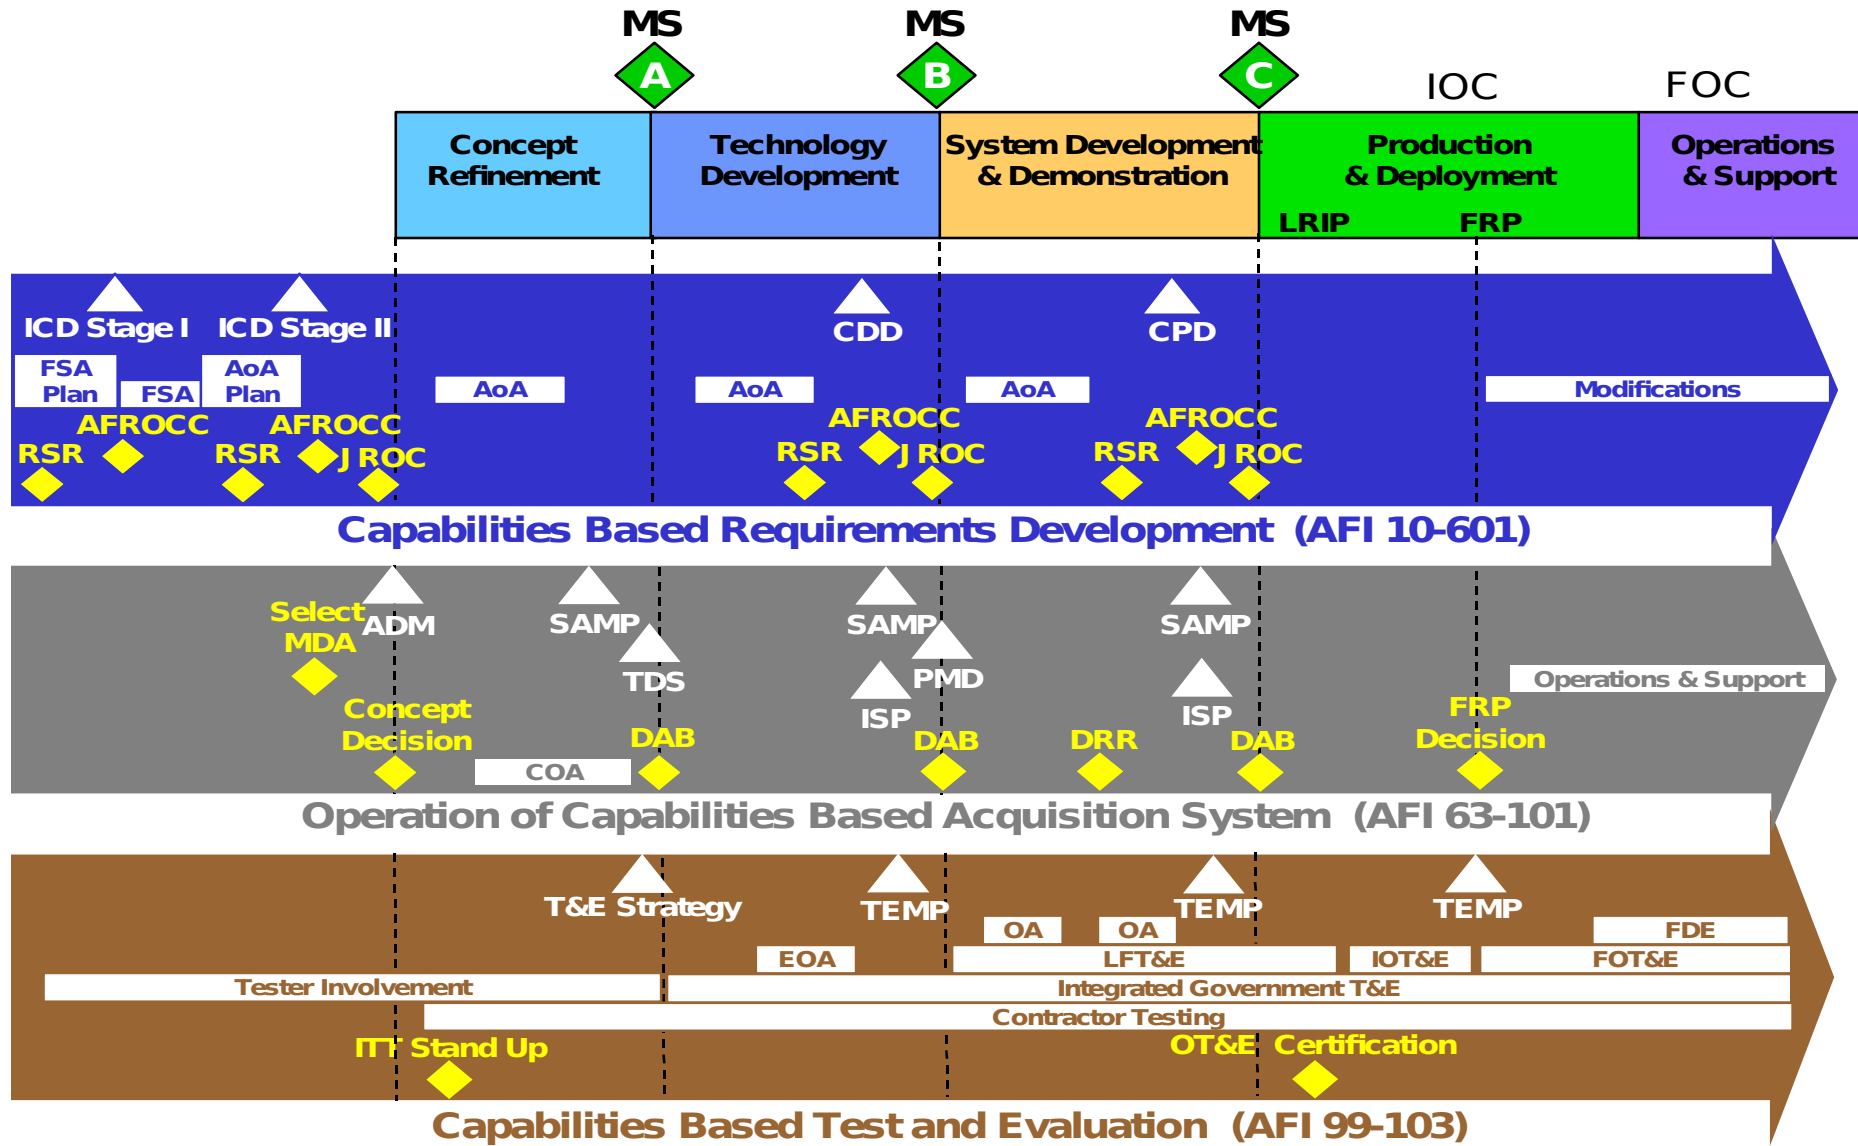 MS
MS
MS
A
B
C
IOC
FOC
Concept
Refinement
Technology
Development
System Development
& Demonstration
Production
& Deployment
Operations
& Support
LRIP
FRP
ICD Stage I
ICD Stage II
CDD
CPD
FSA
Plan
FSA
AoA
Plan
AoA
AoA
AoA
Modifications
AFROCC
AFROCC
AFROCC
AFROCC
RSR
RSR
JROC
RSR
JROC
RSR
JROC
Capabilities Based Requirements Development (AFI 10-601)
Select
MDA
ADM
SAMP
SAMP
SAMP
TDS
PMD
ISP
ISP
Operations & Support
Concept
Decision
DAB
DAB
DRR
DAB
FRP
Decision
COA
Operation of Capabilities Based Acquisition System (AFI 63-101)
T&E Strategy
TEMP
TEMP
TEMP
OA
OA
FDE
EOA
LFT&E
IOT&E
FOT&E
Tester Involvement
Integrated Government T&E
Contractor Testing
ITT Stand Up
OT&E Certification
Capabilities Based Test and Evaluation (AFI 99-103)